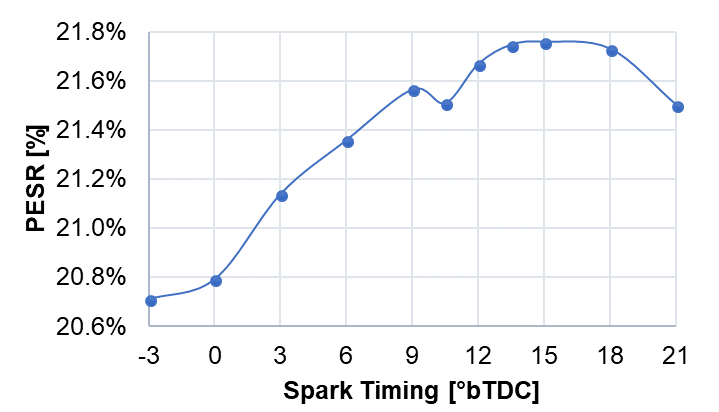 21.8%
21.6%
21.4%
21.2%
21.0%
20.8%
20.6%
PESR [%]
-3 0 3 6 9 12 15 18 21
Spark Timing [°bTDC]